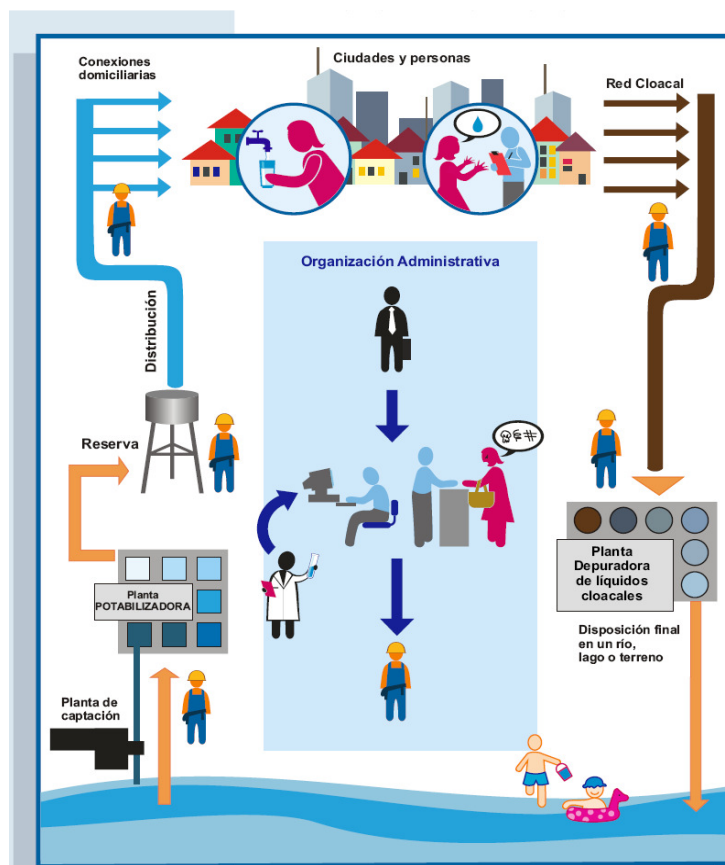 Conexiones
domiciliarias
Ciudades y personas
Red Cloacal
Organización Administrativa
Distribución
Reserva
Planta
POTABILIZADORA
Planta
Depuradora
de líquidos
cloacales
Disposición final
en un río,
lago o terreno
Planta de
captación